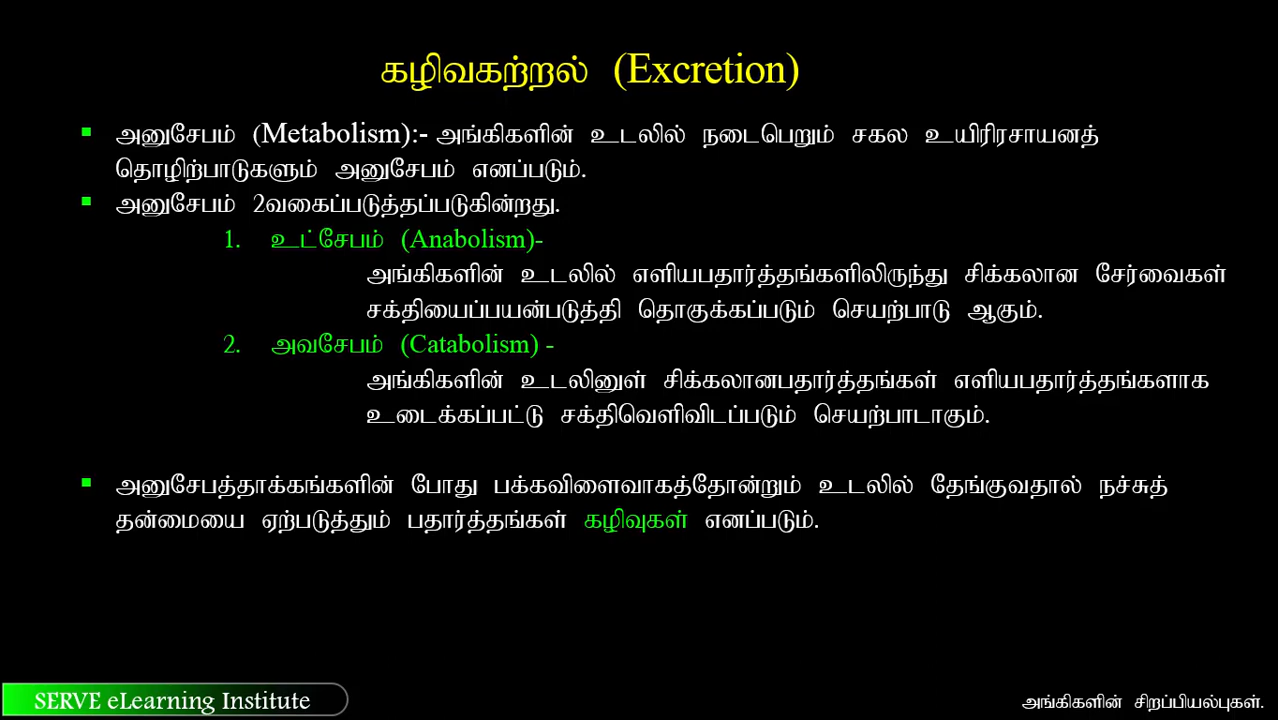 கழிவகற்றல் (Excretion)
▪ அனுசேபம் (Metabolism):- அங்கிகளின் உடலில் நடைபெறும் சகல உயிரிரசாயனத்
தொழிற்பாடுகளும் அனுசேபம் எனப்படும்.
▪ அனுசேபம் 2வகைப்படுத்தப்படுகின்றது.
1. உட்சேபம் (Anabolism)-
அங்கிகளின் உடலில் எளியபதார்த்தங்களிலிருந்து சிக்கலான சேர்வைகள்
சக்தியைப்பயன்படுத்தி தொகுக்கப்படும் செயற்பாடு ஆகும்.
2. அவசேபம் (Catabolism) -
அங்கிகளின் உடலினுள் சிக்கலானபதார்த்தங்கள் எளியபதார்த்தங்களாக
உடைக்கப்பட்டு சக்திவெளிவிடப்படும் செயற்பாடாகும்.
▪ அனுசேபத்தாக்கங்களின் போது பக்கவிளைவாகத்தோன்றும் உடலில் தேங்குவதால் நச்சுத்
தன்மையை ஏற்படுத்தும் பதார்த்தங்கள் கழிவுகள் எனப்படும்.
SERVE eLearning Institute
அங்கிகளின் சிறப்பியல்புகள்.